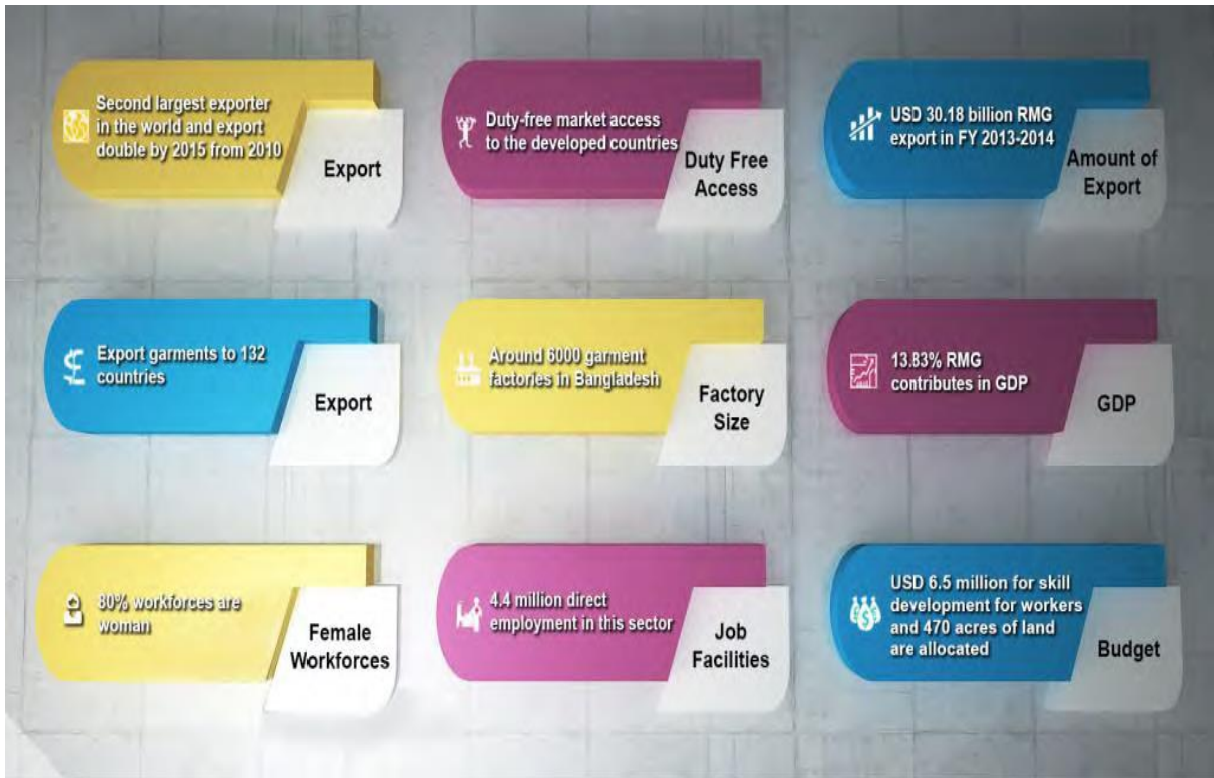 Second largest exporter
in the world and export
double by 2015 from 2010
Export
Duty-free market access
to the developed countries
Duty Free
Access
USD 30.18 billion RMG
export in FY 2013-2014
Amount of
Export
Export garments to 132
countries
Export
Around 6000 garment
factories in Bangladesh
Factory
Size
13.83% RMG
contributes in GDP
GDP
80% workforces are
woman
Female
Workforces
4.4 million direct
employment in this sector
Job
Facilities
USD 6.5 million for skill
development for workers
and 470 acres of land
are allocated
Budget